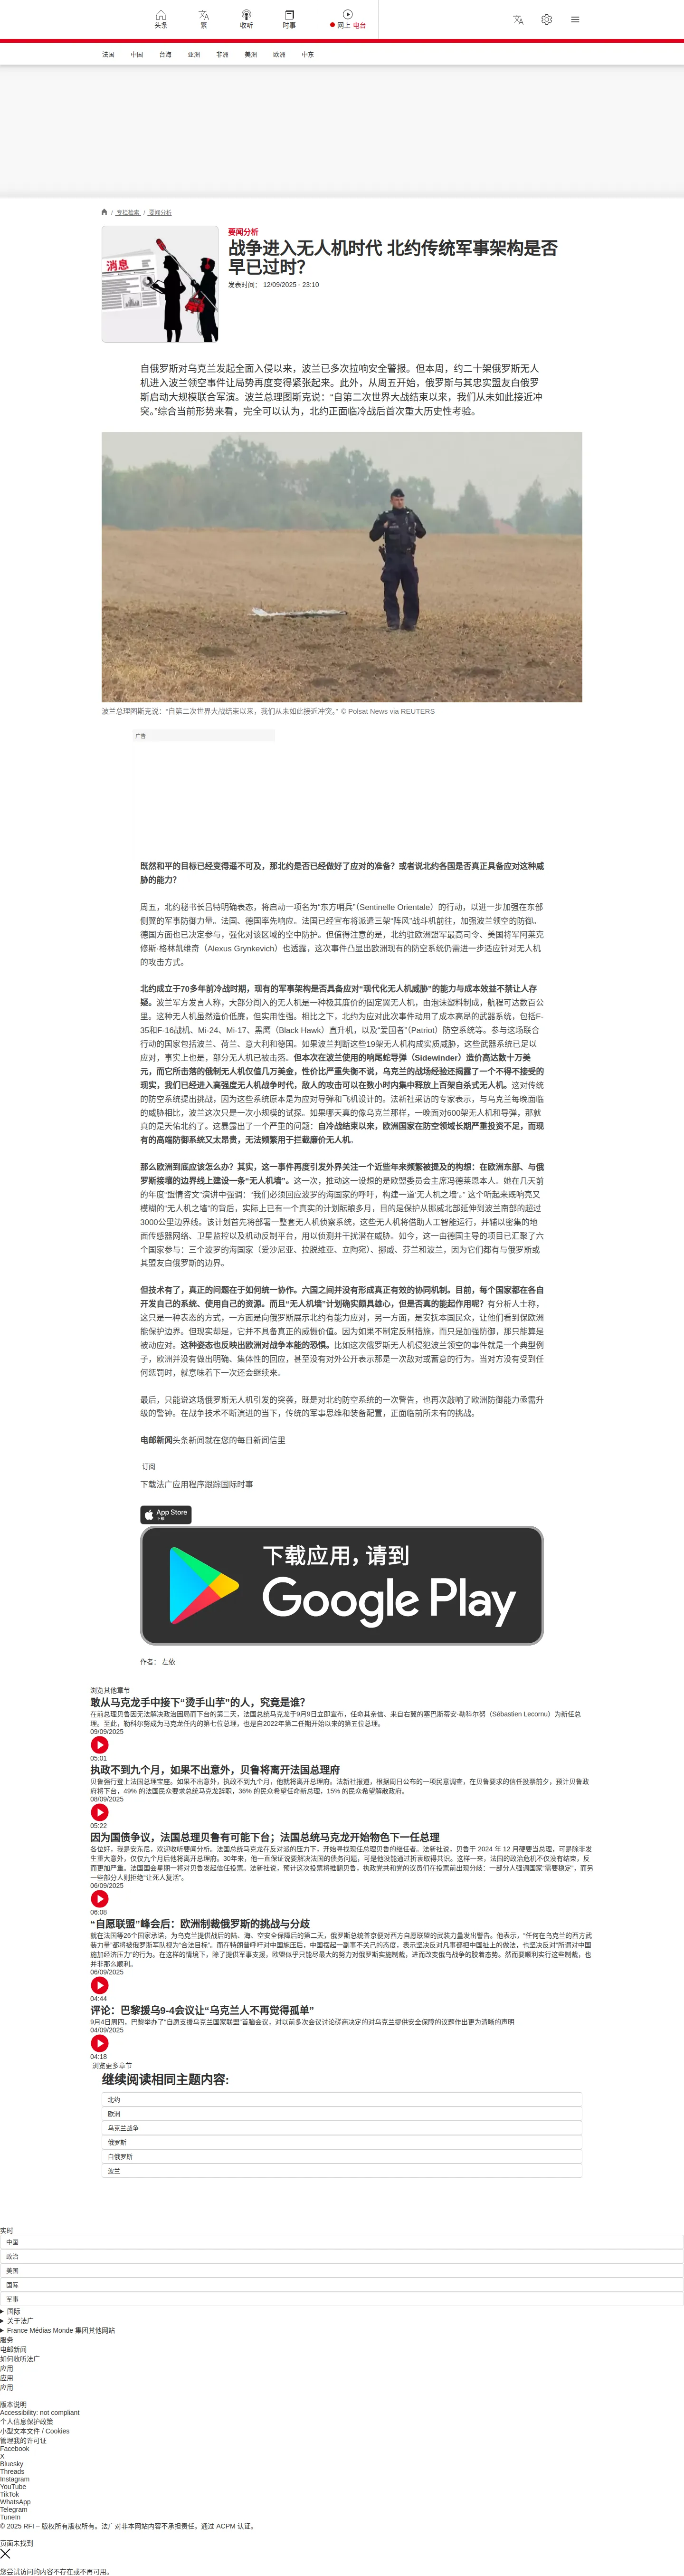 头条
繁
收听
时事
网上 电台
法国
中国
台海
亚洲
非洲
美洲
欧洲
中东
/ 专栏检索 / 要闻分析
消息
要闻分析
战争进入无人机时代 北约传统军事架构是否
早已过时？
发表时间： 12/09/2025 - 23:10
自俄罗斯对乌克兰发起全面入侵以来，波兰已多次拉响安全警报。但本周，约二十架俄罗斯无人
机进入波兰领空事件让局势再度变得紧张起来。此外，从周五开始，俄罗斯与其忠实盟友白俄罗
斯启动大规模联合军演。波兰总理图斯克说：“自第二次世界大战结束以来，我们从未如此接近冲
突。”综合当前形势来看，完全可以认为，北约正面临冷战后首次重大历史性考验。
波兰总理图斯克说：“自第二次世界大战结束以来，我们从未如此接近冲突。” © Polsat News via REUTERS
广告
既然和平的目标已经变得遥不可及，那北约是否已经做好了应对的准备？或者说北约各国是否真正具备应对这种威
胁的能力？
周五，北约秘书长吕特明确表态，将启动一项名为“东方哨兵”（Sentinelle Orientale）的行动，以进一步加强在东部
侧翼的军事防御力量。法国、德国率先响应。法国已经宣布将派遣三架“阵风”战斗机前往，加强波兰领空的防御。
德国方面也已决定参与，强化对该区域的空中防护。但值得注意的是，北约驻欧洲盟军最高司令、美国将军阿莱克
修斯·格林凯维奇（Alexus Grynkevich）也透露，这次事件凸显出欧洲现有的防空系统仍需进一步适应针对无人机
的攻击方式。
北约成立于70多年前冷战时期，现有的军事架构是否具备应对“现代化无人机威胁”的能力与成本效益不禁让人存
疑。波兰军方发言人称，大部分闯入的无人机是一种极其廉价的固定翼无人机，由泡沫塑料制成，航程可达数百公
里。这种无人机虽然造价低廉，但实用性强。相比之下，北约为应对此次事件动用了成本高昂的武器系统，包括F-
35和F-16战机、Mi-24、Mi-17、黑鹰（Black Hawk）直升机，以及“爱国者”（Patriot）防空系统等。参与这场联合
行动的国家包括波兰、荷兰、意大利和德国。如果波兰判断这些19架无人机构成实质威胁，这些武器系统已足以
应对，事实上也是，部分无人机已被击落。但本次在波兰使用的响尾蛇导弹（Sidewinder）造价高达数十万美
元，而它所击落的俄制无人机仅值几万美金，性价比严重失衡不说，乌克兰的战场经验还揭露了一个不得不接受的
现实，我们已经进入高强度无人机战争时代，敌人的攻击可以在数小时内集中释放上百架自杀式无人机。这对传统
的防空系统提出挑战，因为这些系统原本是为应对导弹和飞机设计的。法新社采访的专家表示，与乌克兰每晚面临
的威胁相比，波兰这次只是一次小规模的试探。如果哪天真的像乌克兰那样，一晚面对600架无人机和导弹，那就
真的是天佑北约了。这暴露出了一个严重的问题：自冷战结束以来，欧洲国家在防空领域长期严重投资不足，而现
有的高端防御系统又太昂贵，无法频繁用于拦截廉价无人机。
那么欧洲到底应该怎么办？其实，这一事件再度引发外界关注一个近些年来频繁被提及的构想：在欧洲东部、与俄
罗斯接壤的边界线上建设一条“无人机墙”。这一次，推动这一设想的是欧盟委员会主席冯德莱恩本人。她在几天前
的年度“盟情咨文”演讲中强调：“我们必须回应波罗的海国家的呼吁，构建一道‘无人机之墙’。” 这个听起来既响亮又
模糊的“无人机之墙”的背后，实际上已有一个真实的计划酝酿多月，目的是保护从挪威北部延伸到波兰南部的超过
3000公里边界线。该计划首先将部署一整套无人机侦察系统，这些无人机将借助人工智能运行，并辅以密集的地
面传感器网络、卫星监控以及机动反制平台，用以侦测并干扰潜在威胁。如今，这一由德国主导的项目已汇聚了六
个国家参与：三个波罗的海国家（爱沙尼亚、拉脱维亚、立陶宛）、挪威、芬兰和波兰，因为它们都有与俄罗斯或
其盟友白俄罗斯的边界。
但技术有了，真正的问题在于如何统一协作。六国之间并没有形成真正有效的协同机制。目前，每个国家都在各自
开发自己的系统、使用自己的资源。而且“无人机墙”计划确实颇具雄心，但是否真的能起作用呢？有分析人士称，
这只是一种表态的方式，一方面是向俄罗斯展示北约有能力应对，另一方面，是安抚本国民众，让他们看到保欧洲
能保护边界。但现实却是，它并不具备真正的威慑价值。因为如果不制定反制措施，而只是加强防御，那只能算是
被动应对。这种姿态也反映出欧洲对战争本能的恐惧。比如这次俄罗斯无人机侵犯波兰领空的事件就是一个典型例
子，欧洲并没有做出明确、集体性的回应，甚至没有对外公开表示那是一次敌对或蓄意的行为。当对方没有受到任
何惩罚时，就意味着下一次还会继续来。
最后，只能说这场俄罗斯无人机引发的突袭，既是对北约防空系统的一次警告，也再次敲响了欧洲防御能力亟需升
级的警钟。在战争技术不断演进的当下，传统的军事思维和装备配置，正面临前所未有的挑战。
电邮新闻头条新闻就在您的每日新闻信里
订阅
下载法广应用程序跟踪国际时事
App Store
下载
下载应用，请到
Google Play
作者： 左依
浏览其他章节
敢从马克龙手中接下“烫手山芋”的人，究竟是谁？
在前总理贝鲁因无法解决政治困局而下台的第二天，法国总统马克龙于9月9日立即宣布，任命其亲信、来自右翼的塞巴斯蒂安·勒科尔努（Sébastien Lecornu）为新任总
理。至此，勒科尔努成为马克龙任内的第七位总理，也是自2022年第二任期开始以来的第五位总理。
09/09/2025
05:01
执政不到九个月，如果不出意外，贝鲁将离开法国总理府
贝鲁强行登上法国总理宝座。如果不出意外，执政不到九个月，他就将离开总理府。法新社报道，根据周日公布的一项民意调查，在贝鲁要求的信任投票前夕，预计贝鲁政
府将下台，49% 的法国民众要求总统马克龙辞职，36% 的民众希望任命新总理，15% 的民众希望解散政府。
08/09/2025
05:22
因为国债争议，法国总理贝鲁有可能下台；法国总统马克龙开始物色下一任总理
各位好，我是安东尼，欢迎收听要闻分析。法国总统马克龙在反对派的压力下，开始寻找现任总理贝鲁的继任者。法新社说，贝鲁于 2024 年 12 月硬要当总理，可是除非发
生重大意外，仅仅九个月后他将离开总理府。30年来，他一直保证说要解决法国的债务问题，可是他没能通过折衷取得共识。这样一来，法国的政治危机不仅没有结束，反
而更加严重。法国国会星期一将对贝鲁发起信任投票。法新社说，预计这次投票将推翻贝鲁，执政党共和党的议员们在投票前出现分歧：一部分人强调国家“需要稳定”，而另
一些部分人则拒绝“让死人复活”。
06/09/2025
06:08
“自愿联盟”峰会后：欧洲制裁俄罗斯的挑战与分歧
就在法国等26个国家承诺，为乌克兰提供战后的陆、海、空安全保障后的第二天，俄罗斯总统普京便对西方自愿联盟的武装力量发出警告。他表示，“任何在乌克兰的西方武
装力量”都将被俄罗斯军队视为“合法目标”。而在特朗普呼吁对中国施压后，中国摆起一副事不关己的态度，表示坚决反对凡事都把中国扯上的做法，也坚决反对“所谓对中国
施加经济压力”的行为。在这样的情境下，除了提供军事支援，欧盟似乎只能尽最大的努力对俄罗斯实施制裁，进而改变俄乌战争的胶着态势。然而要顺利实行这些制裁，也
并非那么顺利。
06/09/2025
04:44
评论：巴黎援乌9-4会议让“乌克兰人不再觉得孤单”
9月4日周四，巴黎举办了“自愿支援乌克兰国家联盟”首脑会议，对以前多次会议讨论磋商决定的对乌克兰提供安全保障的议题作出更为清晰的声明
04/09/2025
04:18
浏览更多章节
继续阅读相同主题内容:
北约
欧洲
乌克兰战争
俄罗斯
白俄罗斯
波兰
实时
中国
政治
美国
国际
军事
国际
关于法广
France Médias Monde 集团其他网站
服务
电邮新闻
如何收听法广
应用
应用
应用
版本说明
Accessibility: not compliant
个人信息保护政策
小型文本文件 / Cookies
管理我的许可证
Facebook
X
Bluesky
Threads
Instagram
YouTube
TikTok
WhatsApp
Telegram
TuneIn
© 2025 RFI – 版权所有版权所有。法广对非本网站内容不承担责任。通过 ACPM 认证。
页面未找到
您尝试访问的内容不存在或不再可用。